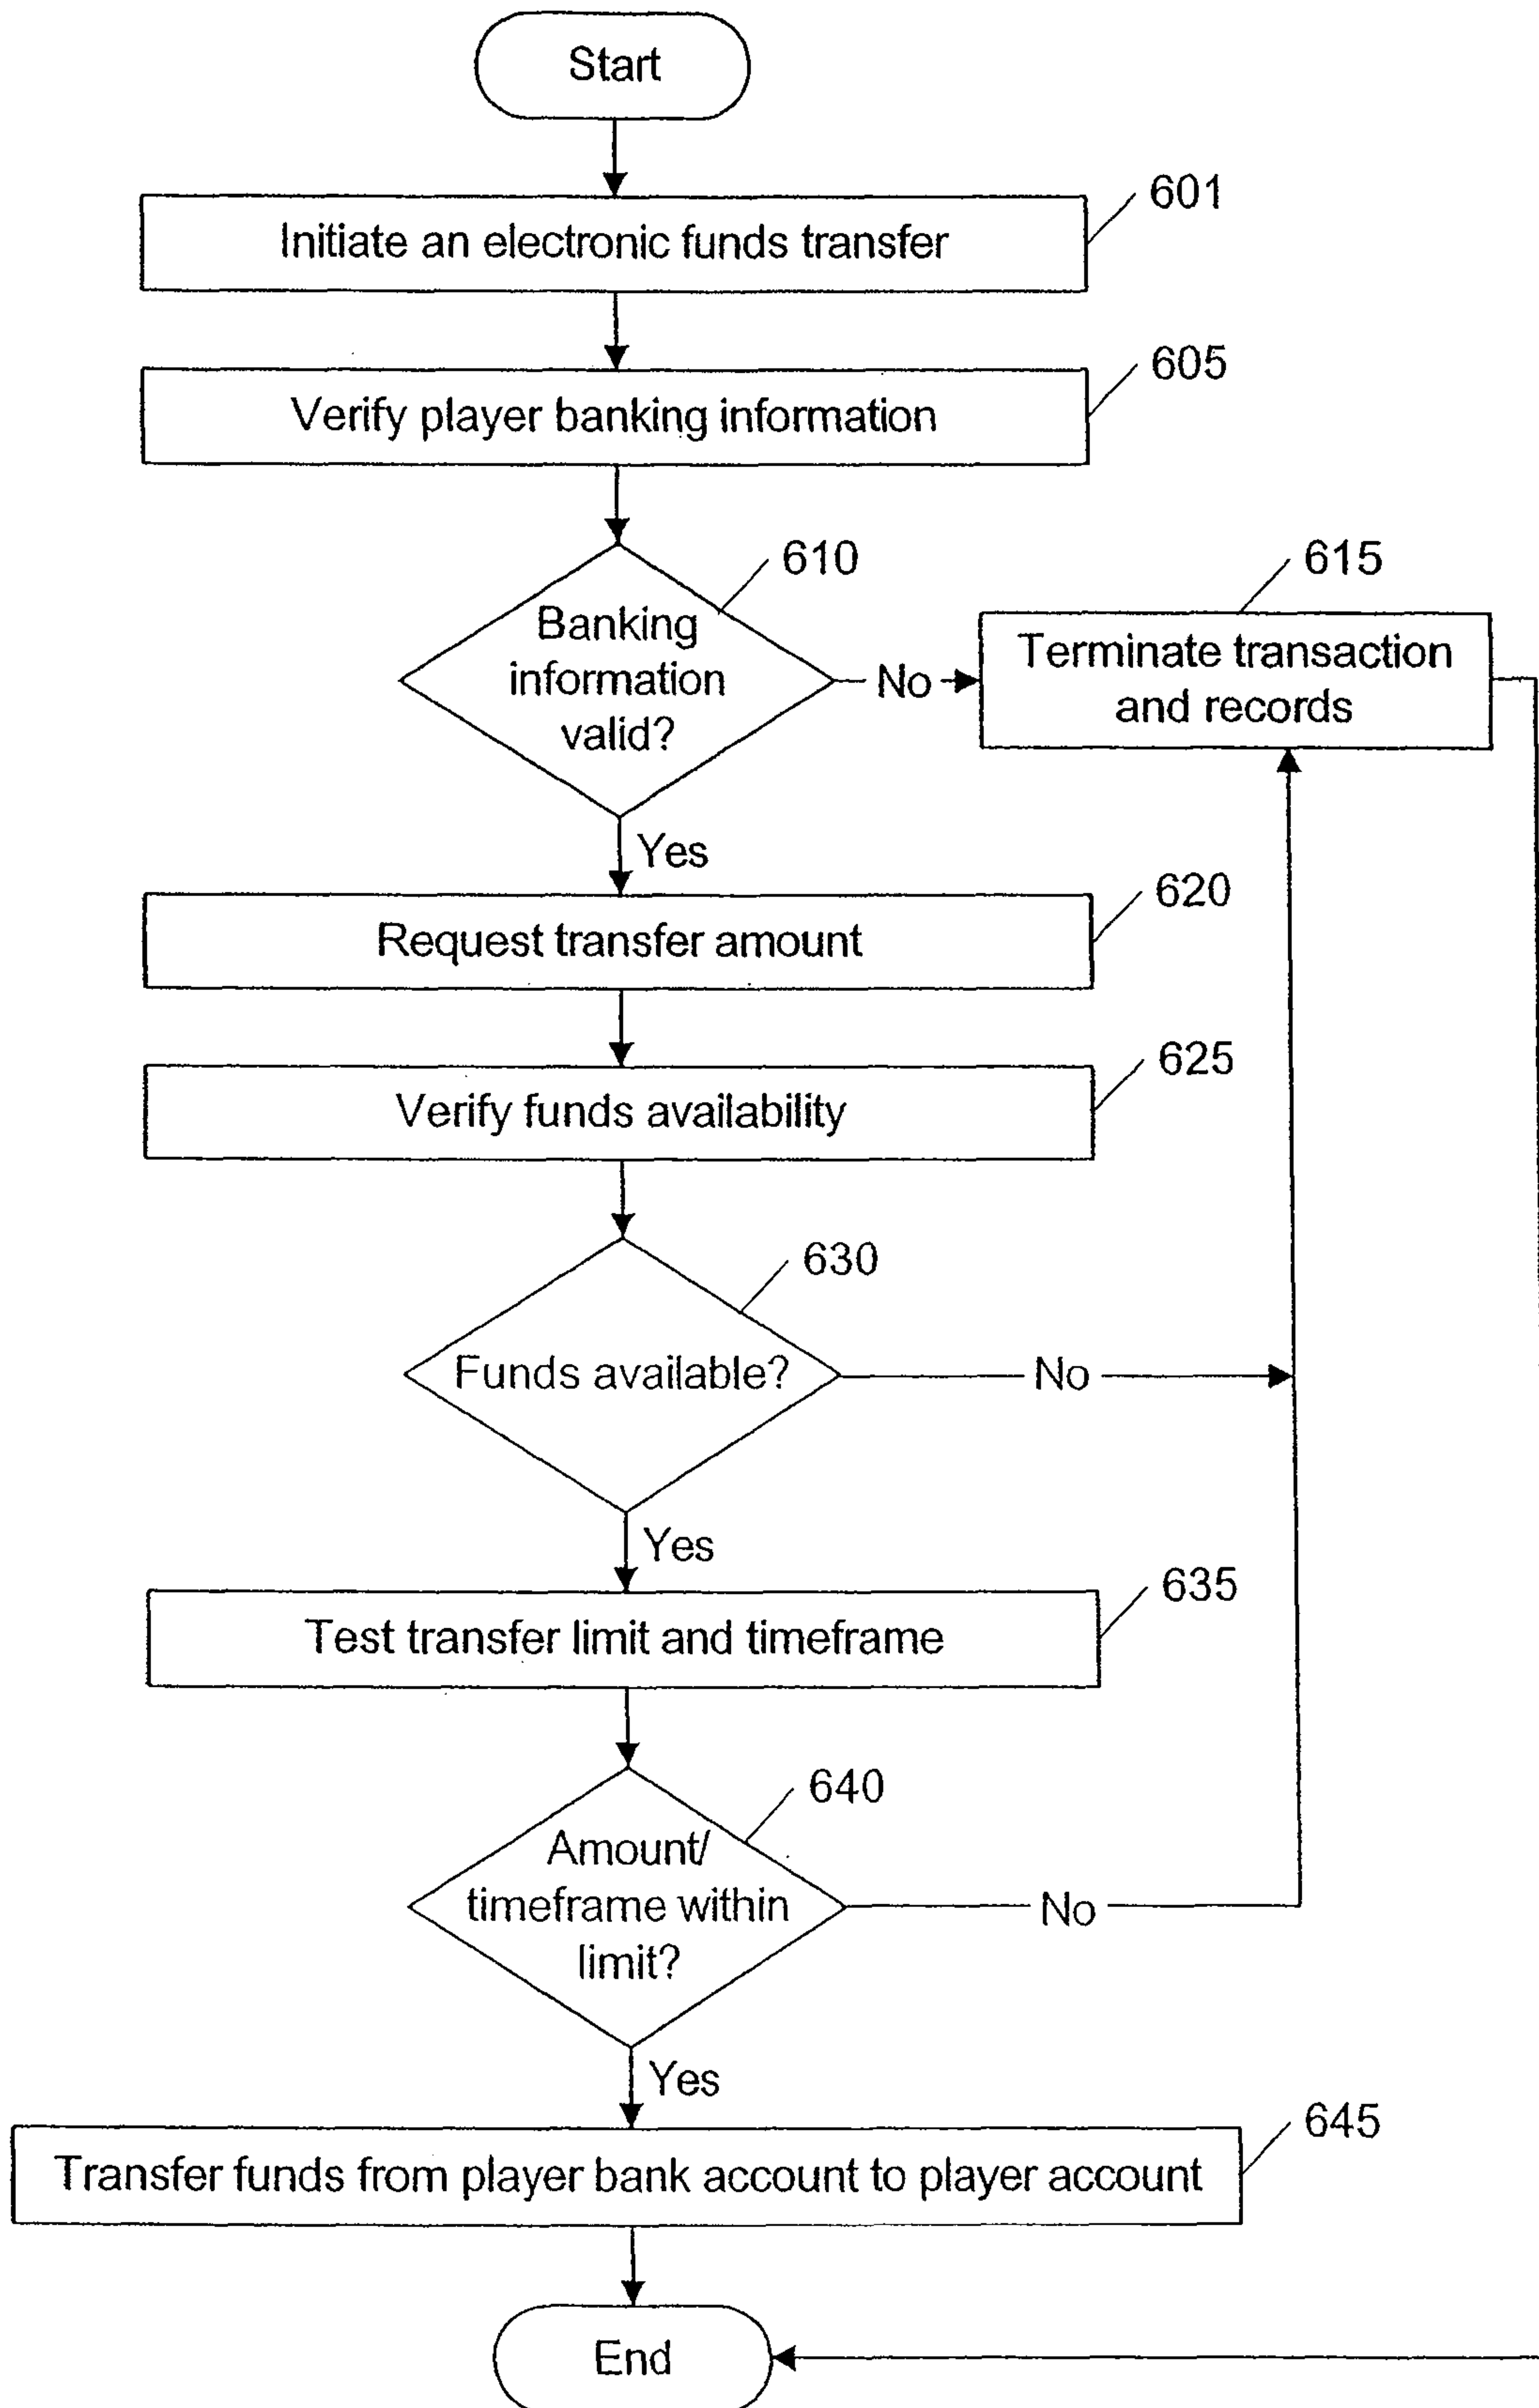 Start
601
Initiate an electronic funds transfer
605
Verify player banking information
610
615
Banking
information
valid?
No
Terminate transaction
and records
Yes
620
Request transfer amount
625
Verify funds availability
630
Funds available?
No
Yes
635
Test transfer limit and timeframe
640
Amount/
timeframe within
limit?
No
Yes
645
Transfer funds from player bank account to player account
End